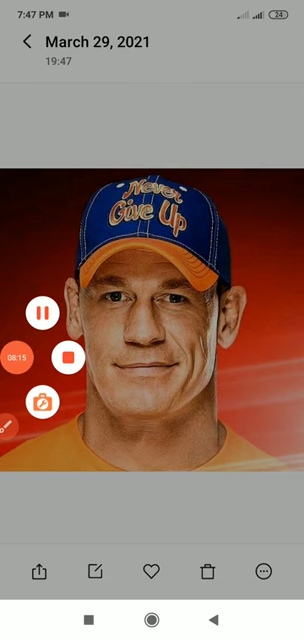 7:47 PM
24
March 29, 2021
19:47
Never
Give Up
08:15